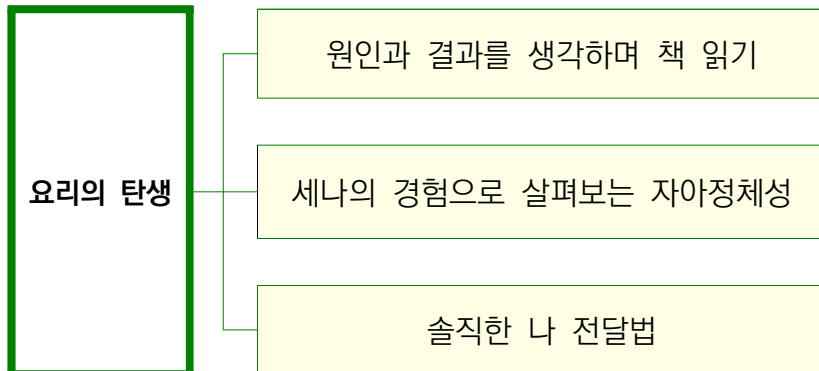 요리의 탄생
원인과 결과를 생각하며 책 읽기
세나의 경험으로 살펴보는 자아정체성
솔직한 나 전달법